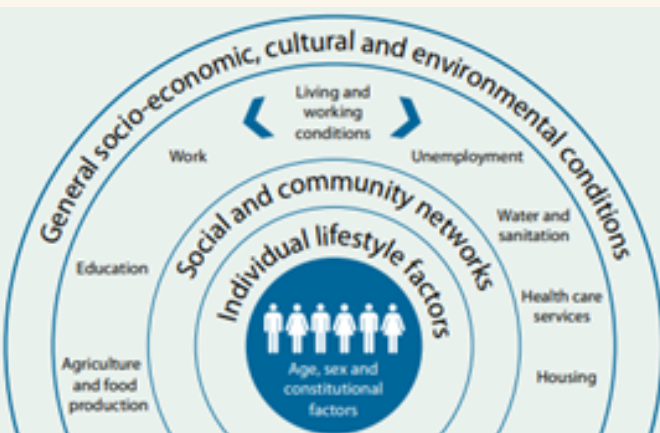 General socio-economic, cultural and environmental conditions
Living and
working
conditions
Work
Unemployment
Social and community networks
Water and
sanitation
Individual lifestyle factors
Education
Health care
services
Agriculture
and food
production
Housing
Age, sex and
constitutional
factors